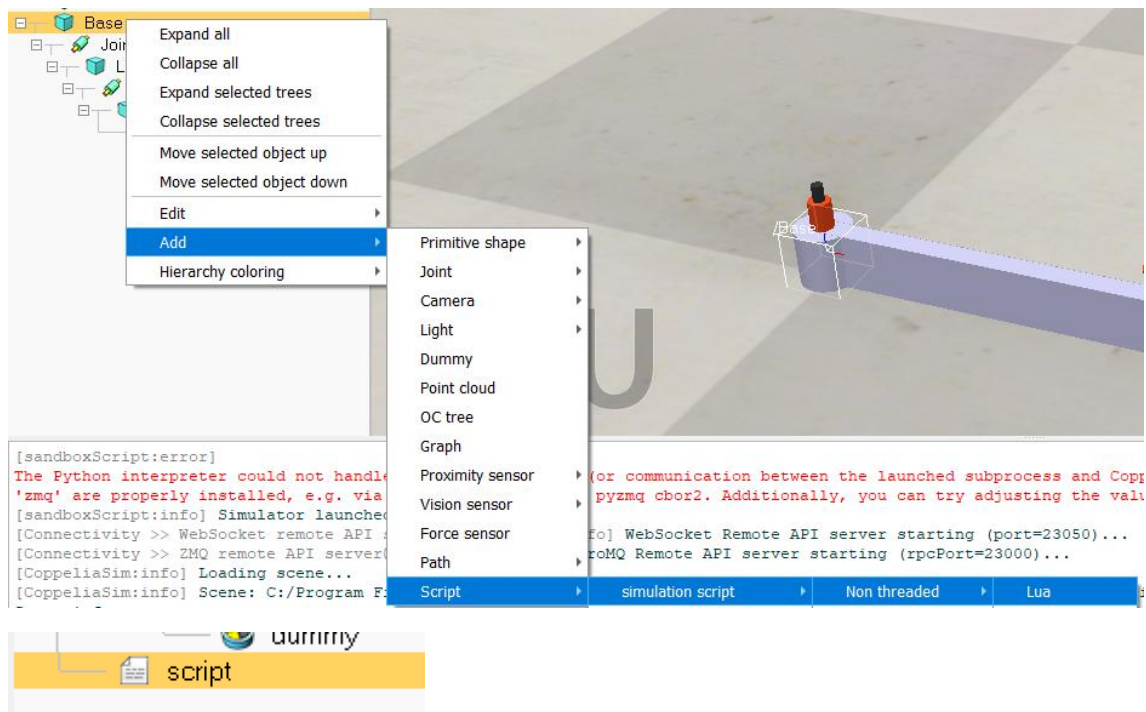 Base
Expand all
Collapse all
Expand selected trees
Collapse selected trees
Move selected object up
Move selected object down
Edit
Add
Hierarchy coloring
Primitive shape
Joint
Camera
Light
Dummy
Point cloud
OC tree
Graph
Proximity sensor
Vision sensor
Force sensor
Path
Script
simulation script
Non threaded
Lua
Base
U
[sandboxScript:error]
The Python interpreter could not handle (or communication between the launched subprocess and
'zmq' are properly installed, e.g. via pyzmq cbor2. Additionally, you can try adjusting the
[sandboxScript:info] Simulator launched
[Connectivity >> WebSocket remote API WebSocket Remote API server starting (port=23050)...
[Connectivity >> ZMQ remote API server Remote API server starting (rpcPort=23000)...
[CoppeliaSim:info] Loading scene...
[CoppeliaSim:info] Scene: C:/Program
dummy
script